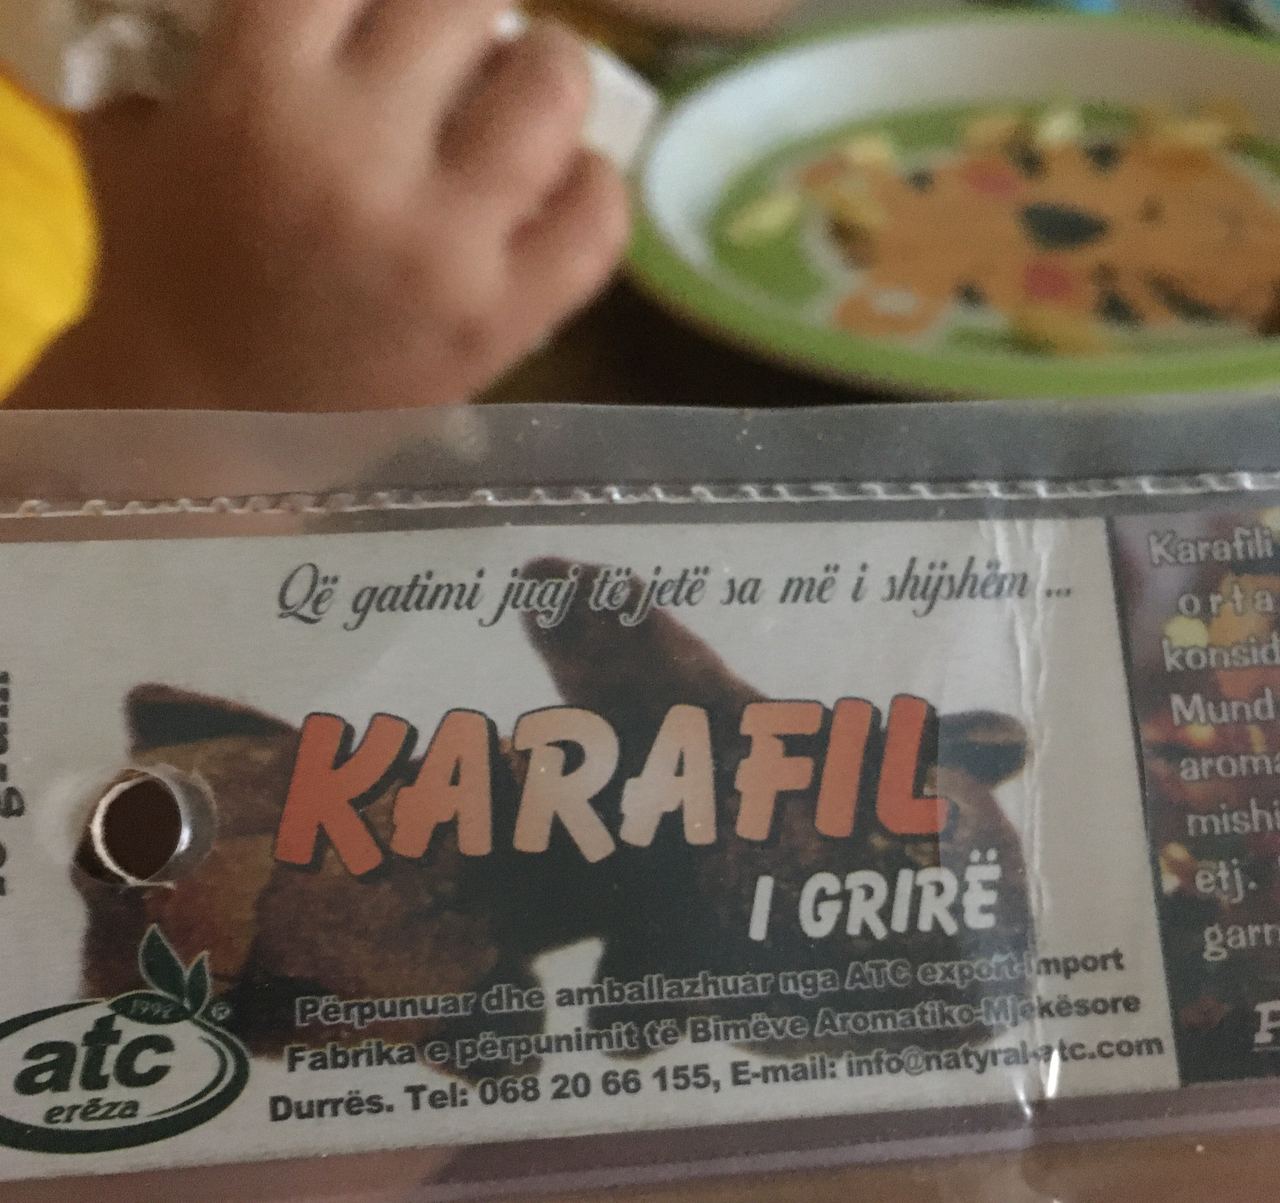 Që gatimi juaj të jetë sa më i shijshëm ...
KARAFIL
I GRIRË
Përpunuar dhe amballazhuar nga ATC export-import
Fabrika e përpunimit të Bimëve Aromatiko-Mjekësore
Durrës. Tel: 068 20 66 155, E-mail: info@natyral-atc.com
1992
®
atc
erëza
Karafili
orta
konsid
Mund
aroma
mishi
etj.
garn